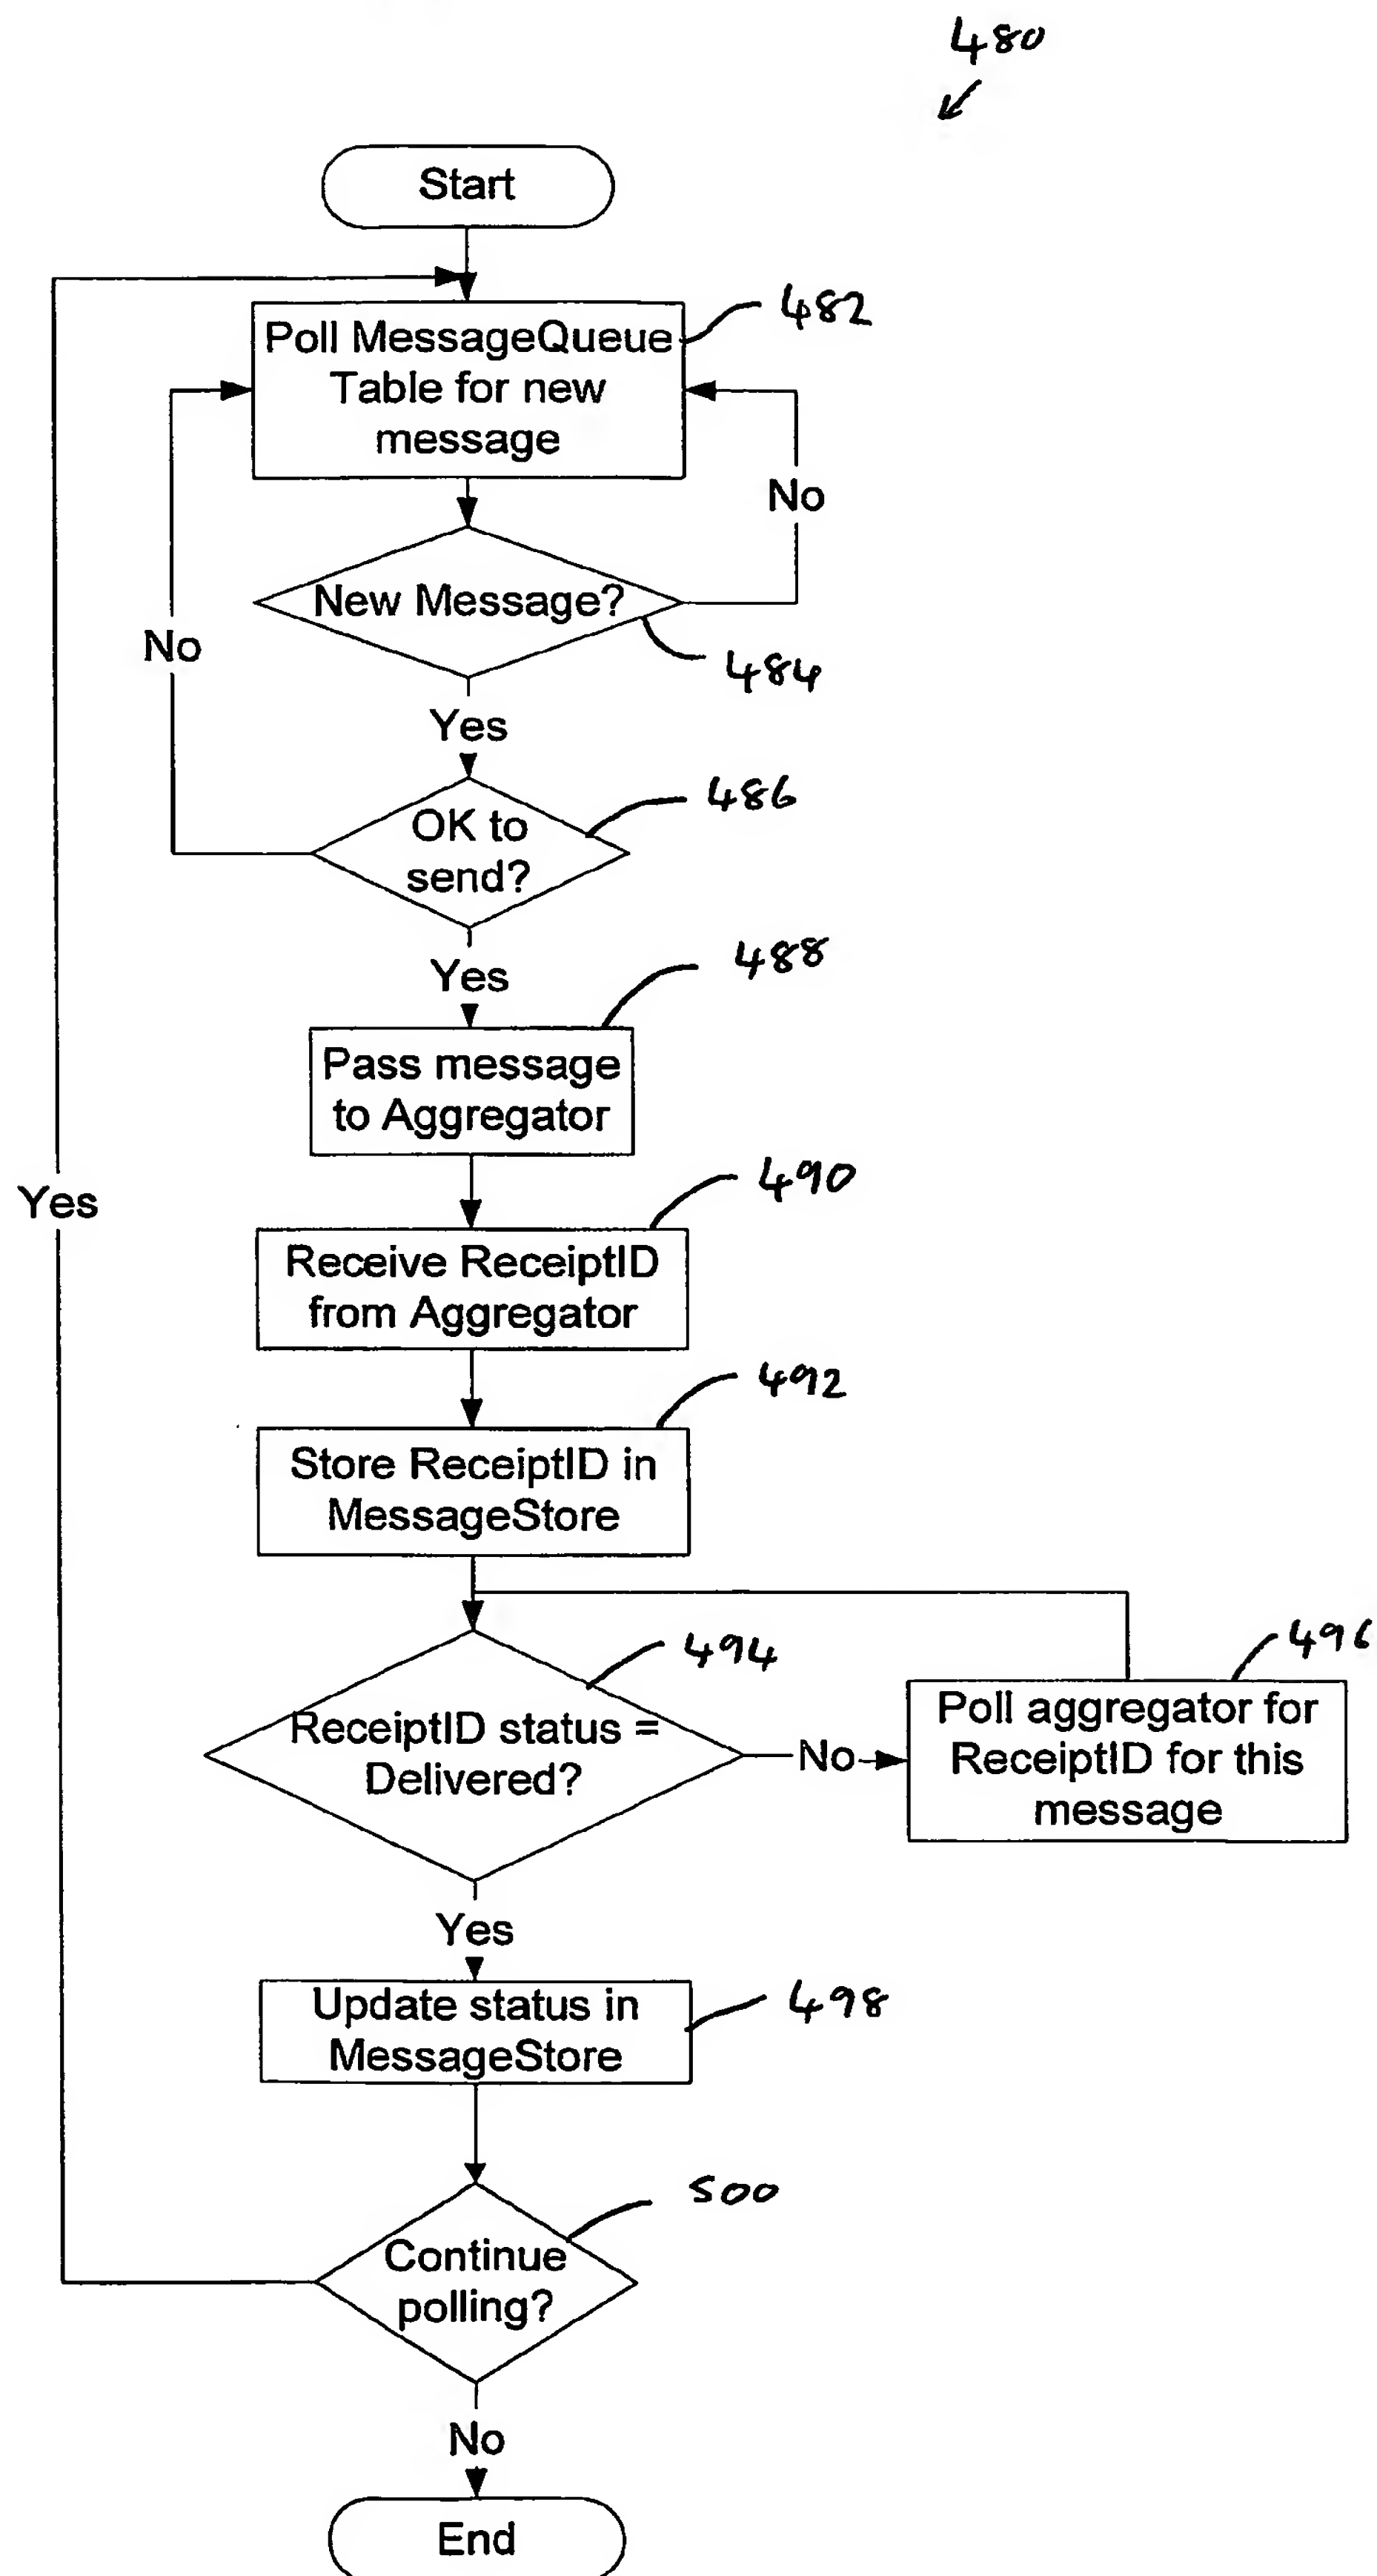 480
Start
Poll MessageQueue
Table for new
message
482
No
New Message?
484
No
Yes
OK to
send?
486
Yes
488
Pass message
to Aggregator
490
Yes
Receive ReceiptID
from Aggregator
492
Store ReceiptID in
MessageStore
494
496
ReceiptID status =
Delivered?
No
Poll aggregator for
ReceiptID for this
message
Yes
Update status in
MessageStore
498
500
Continue
polling?
No
End